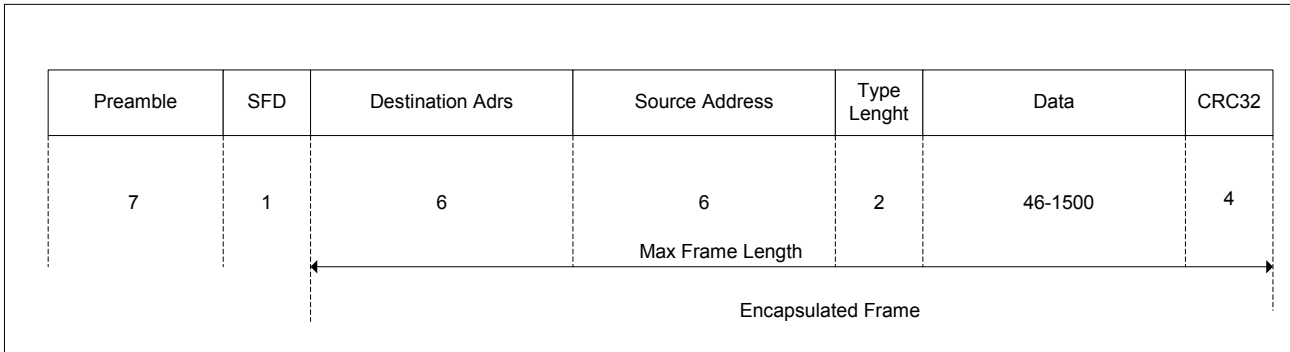 Preamble
SFD
Destination Adrs
Source Address
Type
Lenght
Data
CRC32
7
1
6
6
2
46-1500
4
Max Frame Length
Encapsulated Frame